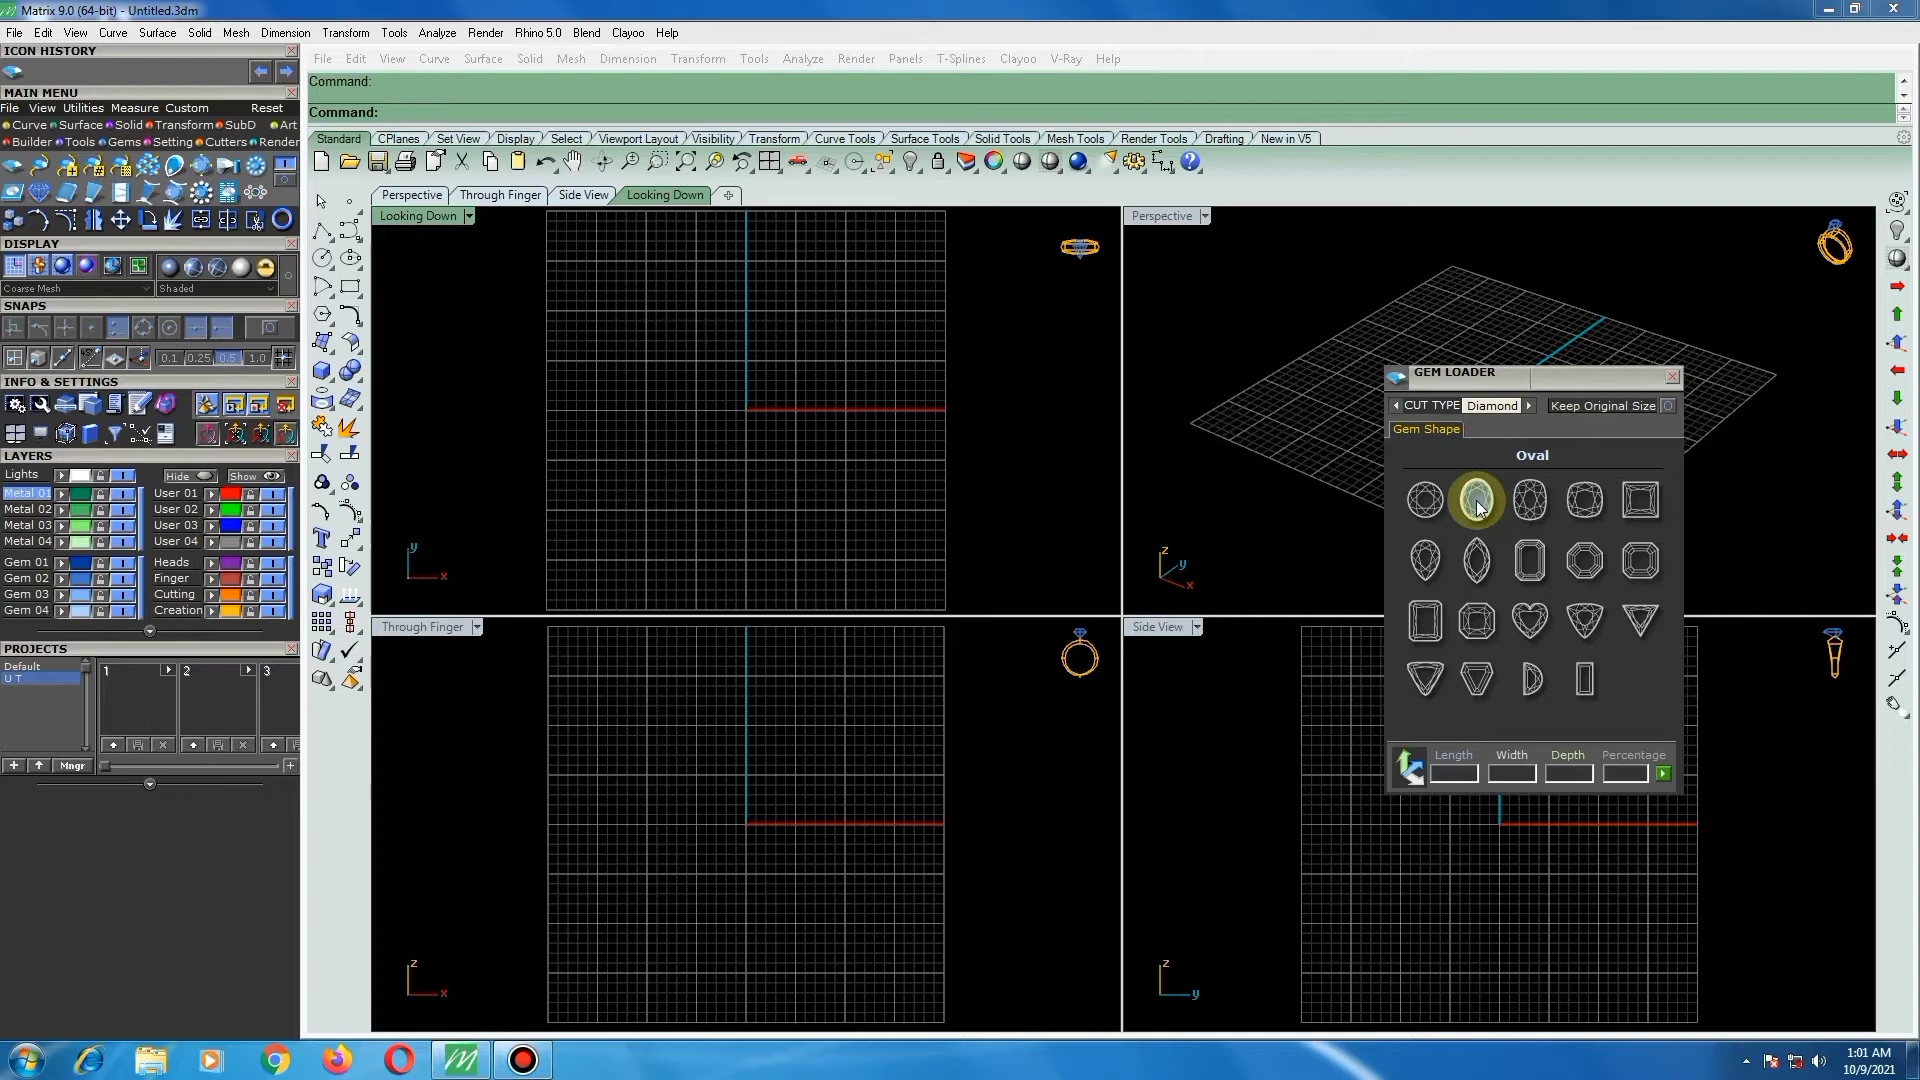 Matrix 9.0 (64-bit) - Untitled.3dm
File Edit View Curve Surface Solid Mesh Dimension Transform Tools Analyze Render Rhino 5.0 Blend Clayoo Help
ICON HISTORY
MAIN MENU
File View Utilities Measure Custom Reset
Curve Surface Solid Transform SubD Art
Builder Tools Gems Setting Cutters Render
DISPLAY
Coarse Mesh Shaded
SNAPS
0.1 0.25 0.5 1.0
INFO & SETTINGS
LAYERS
Lights Hide Show
Metal 01 User 01
Metal 02 User 02
Metal 03 User 03
Metal 04 User 04
Gem 01 Heads
Gem 02 Finger
Gem 03 Cutting
Gem 04 Creation
PROJECTS
Default
U T
1 2 3
Mngr
File Edit View Curve Surface Solid Mesh Dimension Transform Tools Analyze Render Panels T-Splines Clayoo V-Ray Help
Command:
Command:
Standard CPlanes Set View Display Select Viewport Layout Visibility Transform Curve Tools Surface Tools Solid Tools Mesh Tools Render Tools Drafting New in V5
Perspective Through Finger Side View Looking Down
Looking Down
y
x
Perspective
z
y
x
Through Finger
z
x
Side View
z
y
GEM LOADER
CUT TYPE Diamond Keep Original Size
Gem Shape
Oval
Length Width Depth Percentage
1:01 AM
10/9/2021